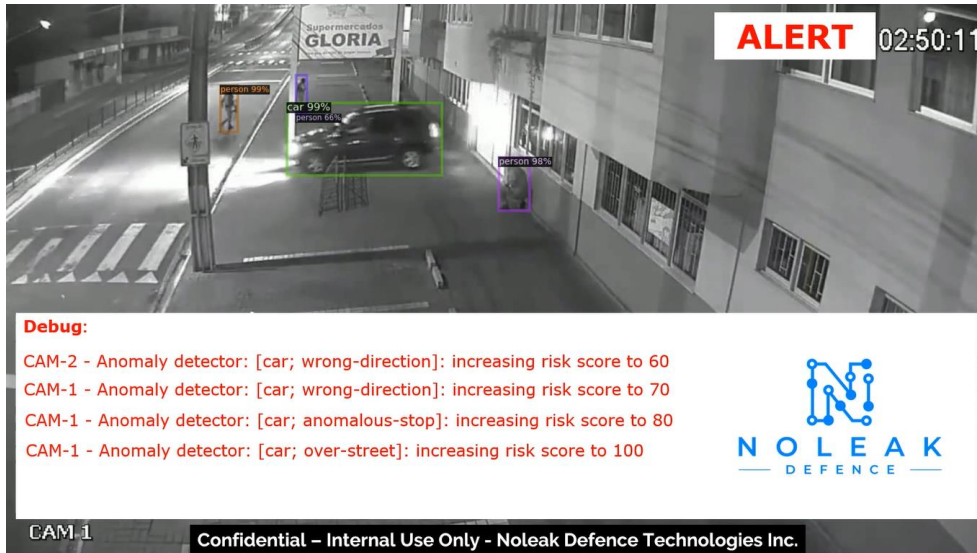 Supermercados
GLORIA
ALERT
02:50:11
person 99%
car 99%
person 66%
person 98%
Debug:
CAM-2 - Anomaly detector: [car; wrong-direction]: increasing risk score to 60
CAM-1 - Anomaly detector: [car; wrong-direction]: increasing risk score to 70
CAM-1 - Anomaly detector: [car; anomalous-stop]: increasing risk score to 80
CAM-1 - Anomaly detector: [car; over-street]: increasing risk score to 100
NOLEAK
DEFENCE
CAM 1
Confidential – Internal Use Only - Noleak Defence Technologies Inc.